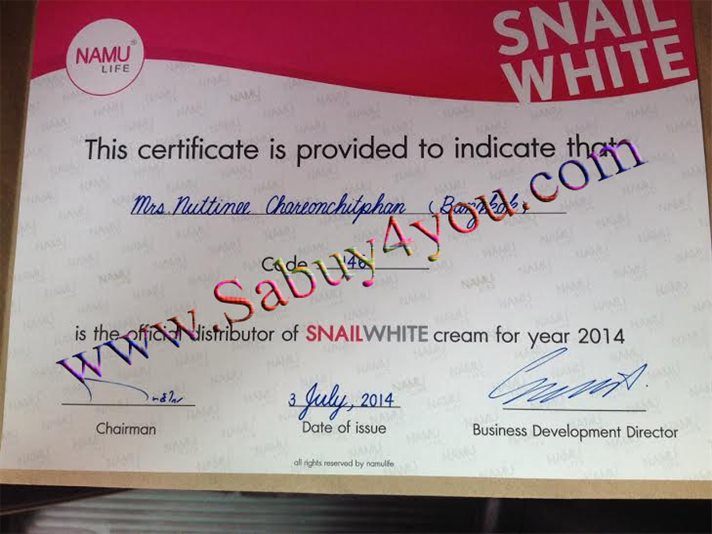 NAMU®
LIFE
SNAIL
WHITE
This certificate is provided to indicate that
Mrs. Nuttinee Chareonchitphan (Bangkok)
Code 146
is the official distributor of SNAILWHITE cream for year 2014
www.Sabuy4you.com
3 July, 2014
Chairman
Date of issue
Business Development Director
all rights reserved by namulife